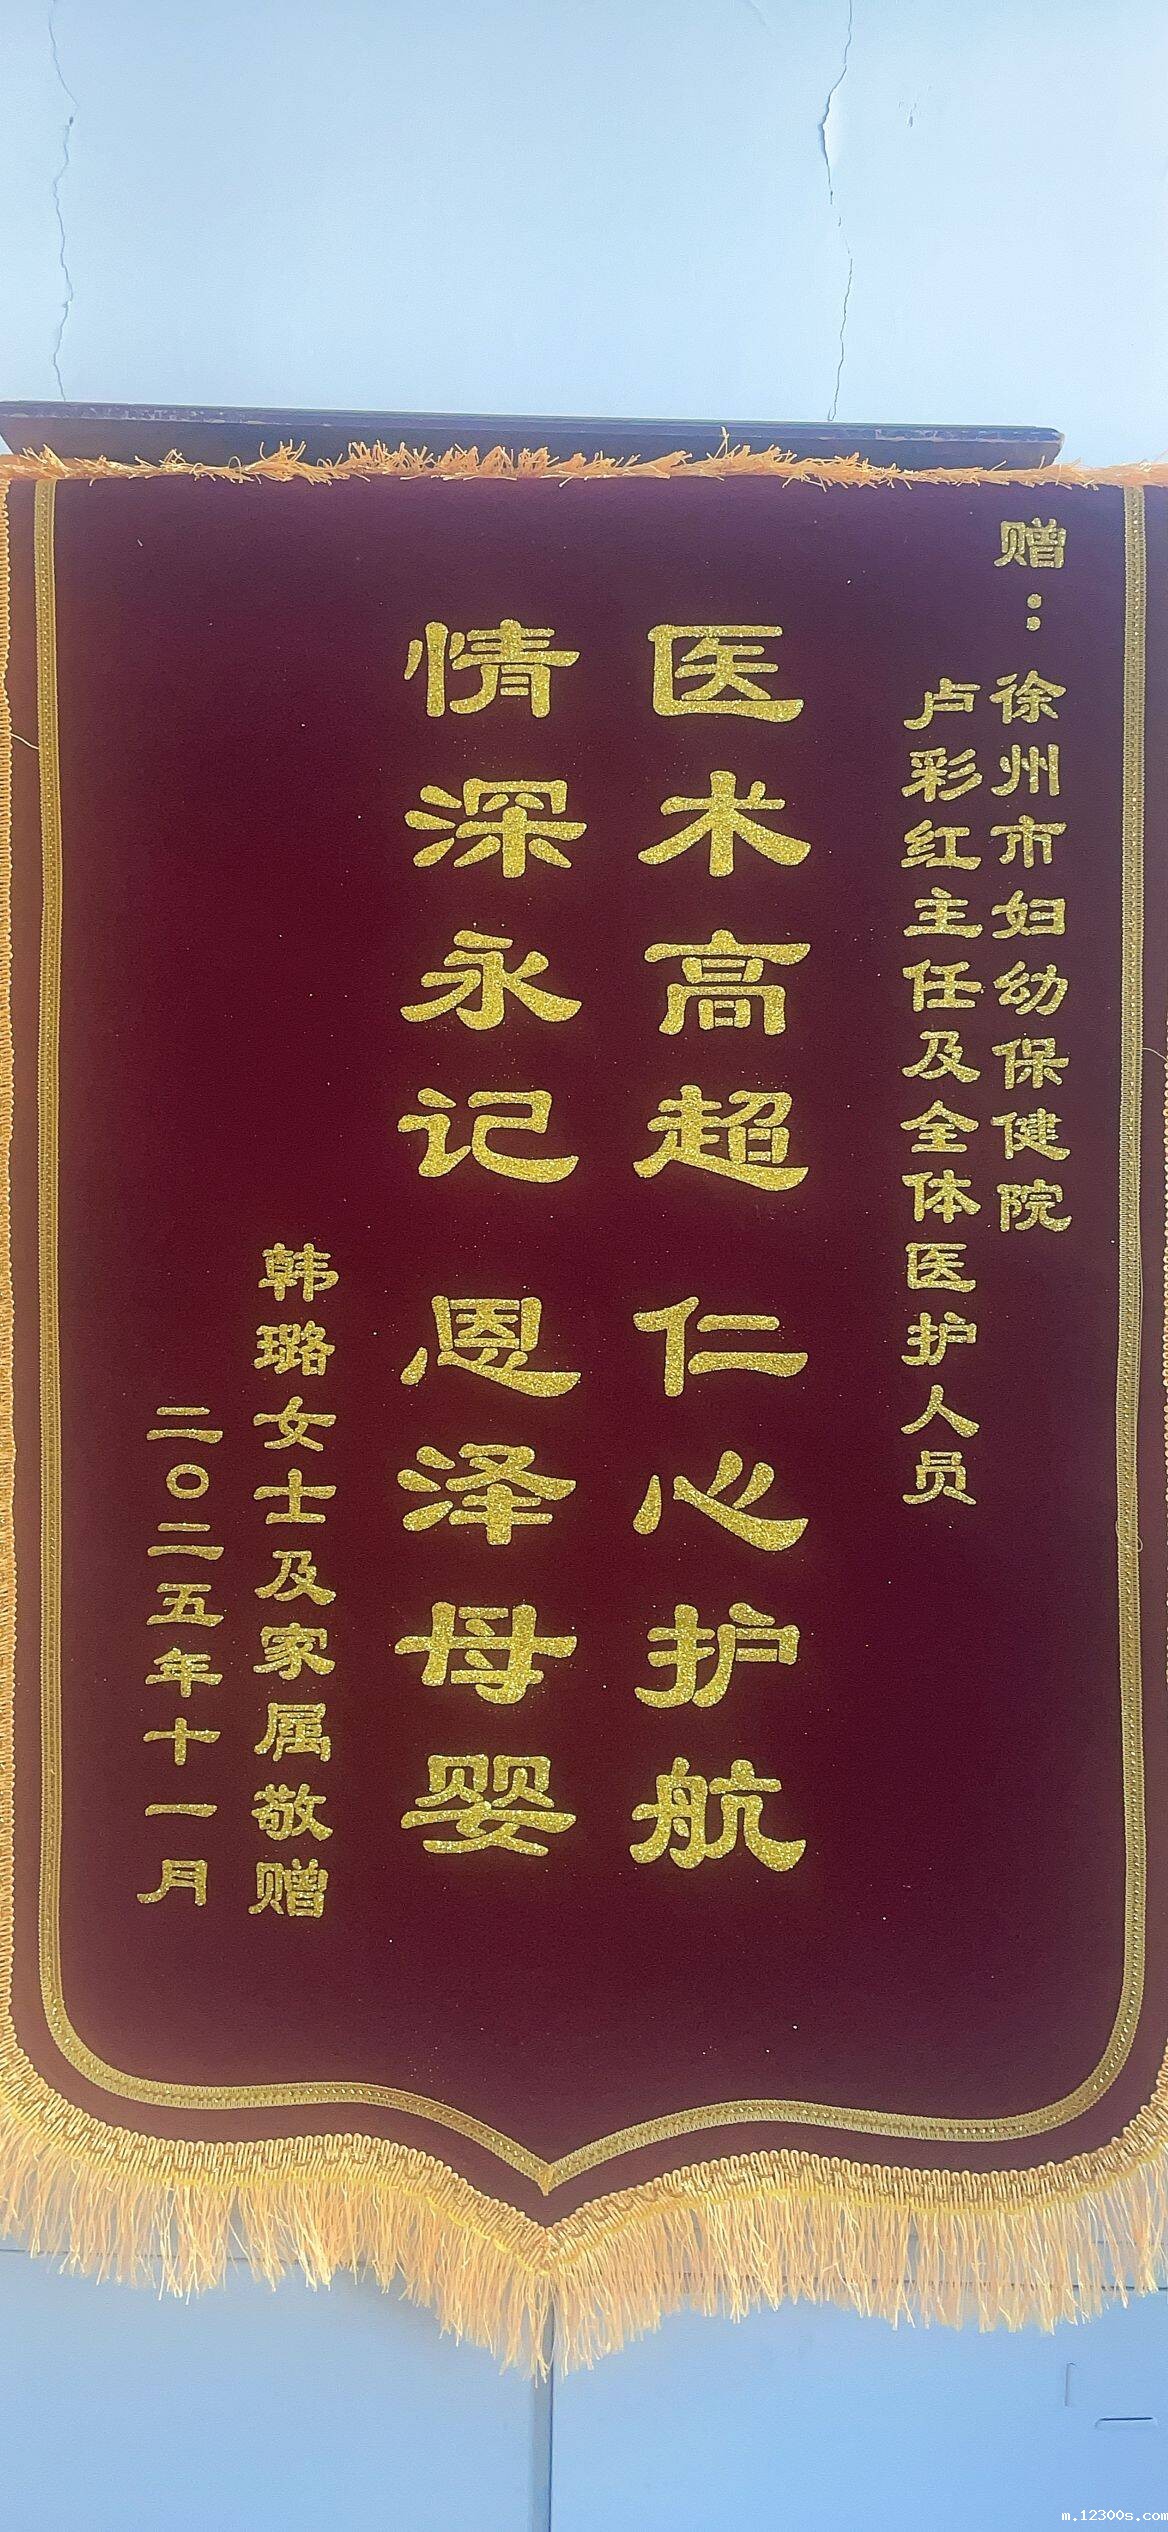 赠：徐州市妇幼保健院
卢彩红主任及全体医护人员
医术高超 仁心护航
情深永记 恩泽母婴
韩璐女士及家属敬赠
二〇二五年十一月
m.12300s.com